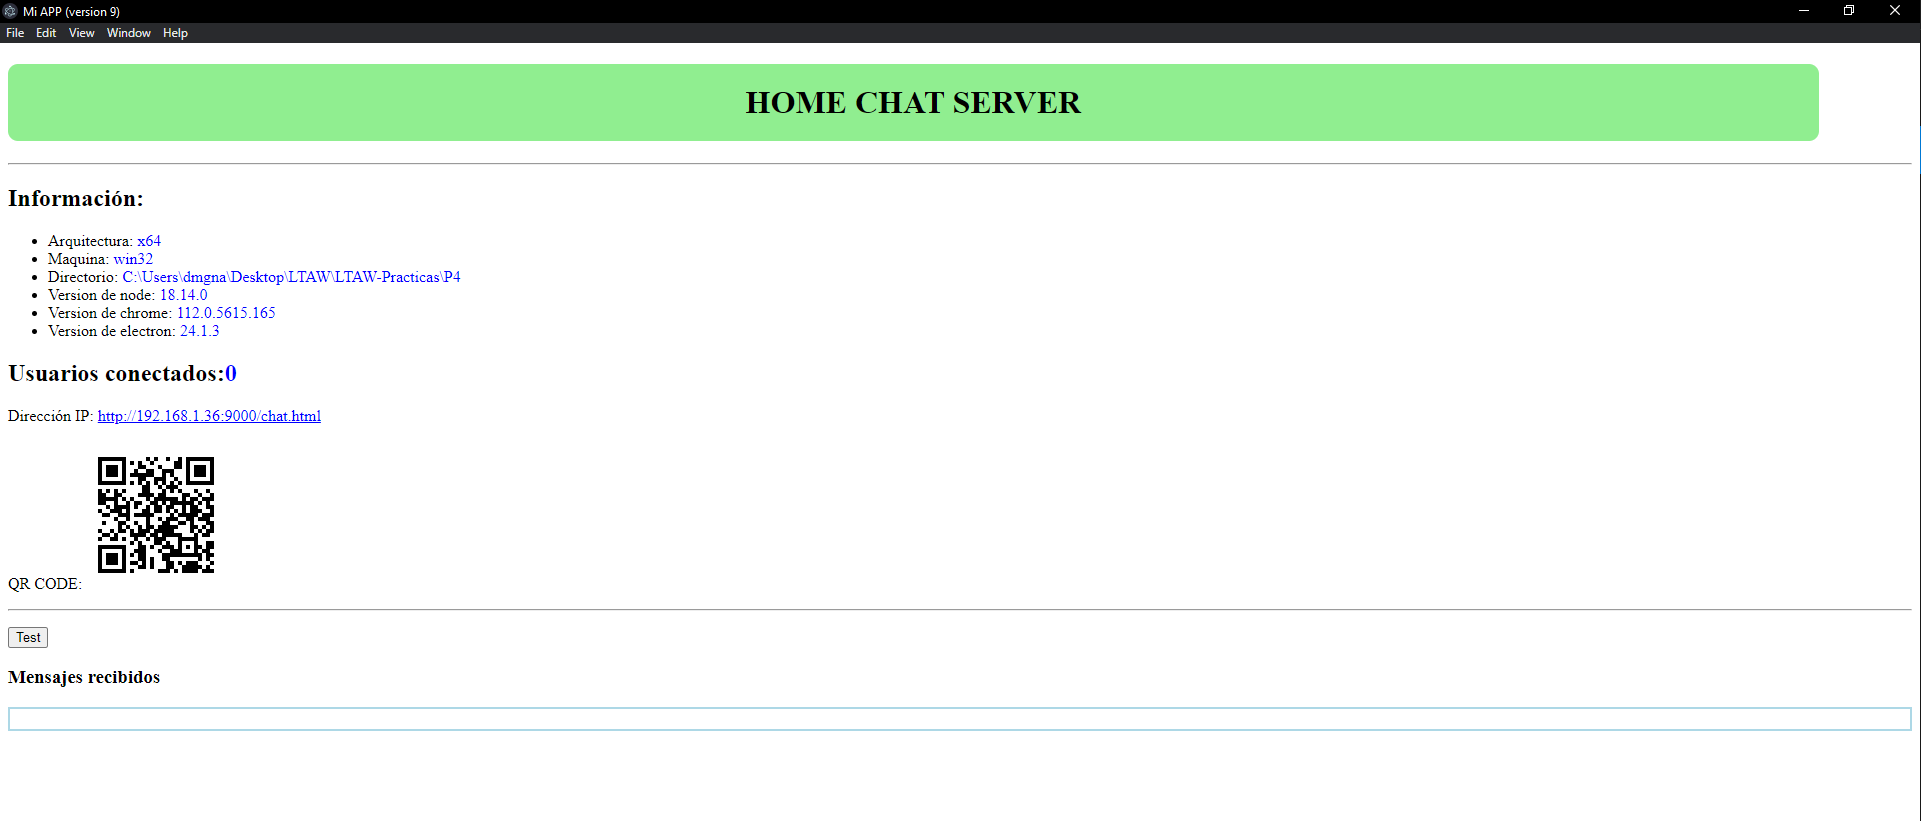 Mi APP (version 9)
File Edit View Window Help
HOME CHAT SERVER
Información:
Arquitectura: x64
Maquina: win32
Directorio: C:\Users\dmgna\Desktop\LTAW\LTAW-Practicas\P4
Version de node: 18.14.0
Version de chrome: 112.0.5615.165
Version de electron: 24.1.3
Usuarios conectados:0
Dirección IP: http://192.168.1.36:9000/chat.html
QR CODE:
Test
Mensajes recibidos